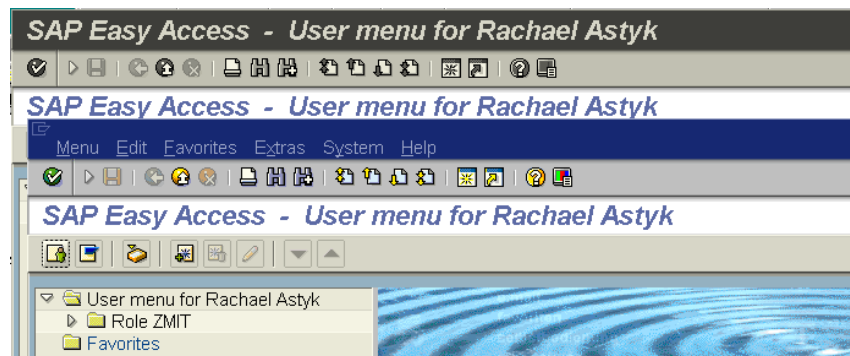 SAP Easy Access - User menu for Rachael Astyk
SAP Easy Access - User menu for Rachael Astyk
Menu Edit Favorites Extras System Help
SAP Easy Access - User menu for Rachael Astyk
User menu for Rachael Astyk
Role ZMIT
Favorites